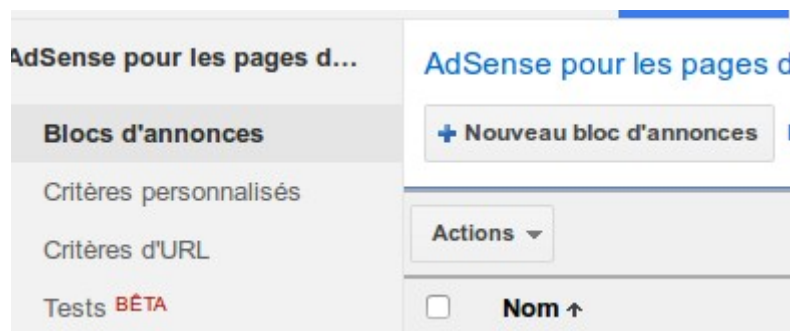 AdSense pour les pages d...
Blocs d'annonces
Critères personnalisés
Critères d'URL
Tests BÊTA
AdSense pour les pages d
+ Nouveau bloc d'annonces
Actions
Nom